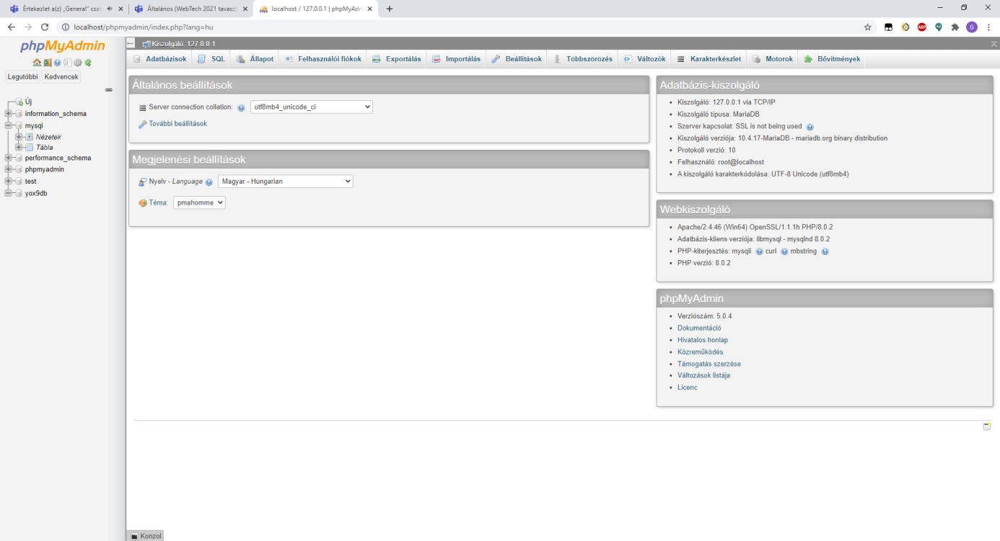 Értekezlet a(z) „General" csat
Általános (WebTech 2021 tavasz)
localhost / 127.0.0.1 | phpMyAdm
localhost/phpmyadmin/index.php?lang=hu
ABP
G
phpMyAdmin
Legutóbbi Kedvencek
Új
information_schema
mysql
Nézetek
Tábla
performance_schema
phpmyadmin
test
yox9db
Kiszolgáló: 127.0.0.1
Adatbázisok SQL Állapot Felhasználói fiókok Exportálás Importálás Beállítások Többszörözés Változók Karakterkészlet Motorok Bővítmények
Általános beállítások
Server connection collation: utf8mb4_unicode_ci
További beállítások
Megjelenési beállítások
Nyelv - Language Magyar - Hungarian
Téma: pmahomme
Adatbázis-kiszolgáló
Kiszolgáló: 127.0.0.1 via TCP/IP
Kiszolgáló típusa: MariaDB
Szerver kapcsolat: SSL is not being used
Kiszolgáló verziója: 10.4.17-MariaDB - mariadb.org binary distribution
Protokoll verzió: 10
Felhasználó: root@localhost
A kiszolgáló karakterkódolása: UTF-8 Unicode (utf8mb4)
Webkiszolgáló
Apache/2.4.46 (Win64) OpenSSL/1.1.1h PHP/8.0.2
Adatbázis-kliens verziója: libmysql - mysqlnd 8.0.2
PHP-kiterjesztés: mysqli curl mbstring
PHP verzió: 8.0.2
phpMyAdmin
Verziószám: 5.0.4
Dokumentáció
Hivatalos honlap
Közreműködés
Támogatás szerzése
Változások listája
Licenc
Konzol